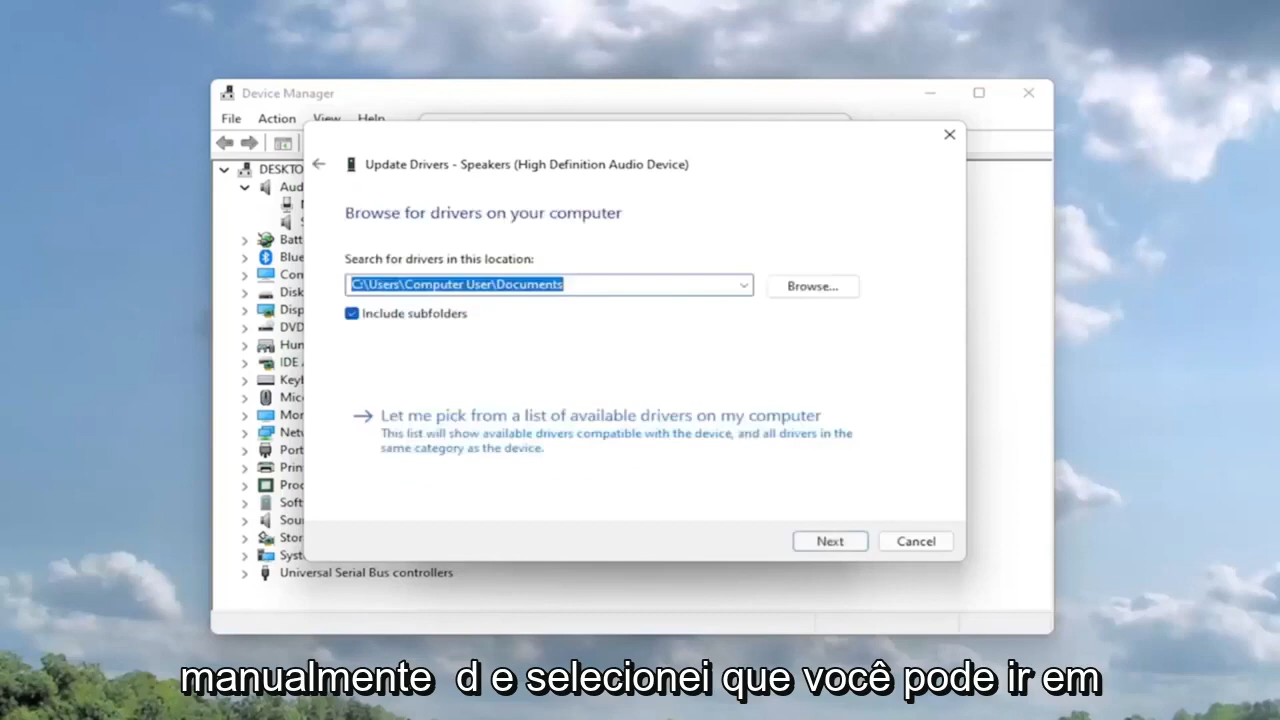 Device Manager
File Action View Help
Update Drivers - Speakers (High Definition Audio Device)
Browse for drivers on your computer
Search for drivers in this location:
C:\Users\Computer User\Documents
Browse...
Include subfolders
Let me pick from a list of available drivers on my computer
This list will show available drivers compatible with the device, and all drivers in the
same category as the device.
Next Cancel
DESKTO
Aud
Batt
Blue
Con
Disk
Disp
DVD
Hun
IDE
Keyb
Mice
Mor
Netw
Port
Prin
Proc
Soft
Sour
Stor
Syst
Universal Serial Bus controllers
manualmente d e selecionei que você pode ir em